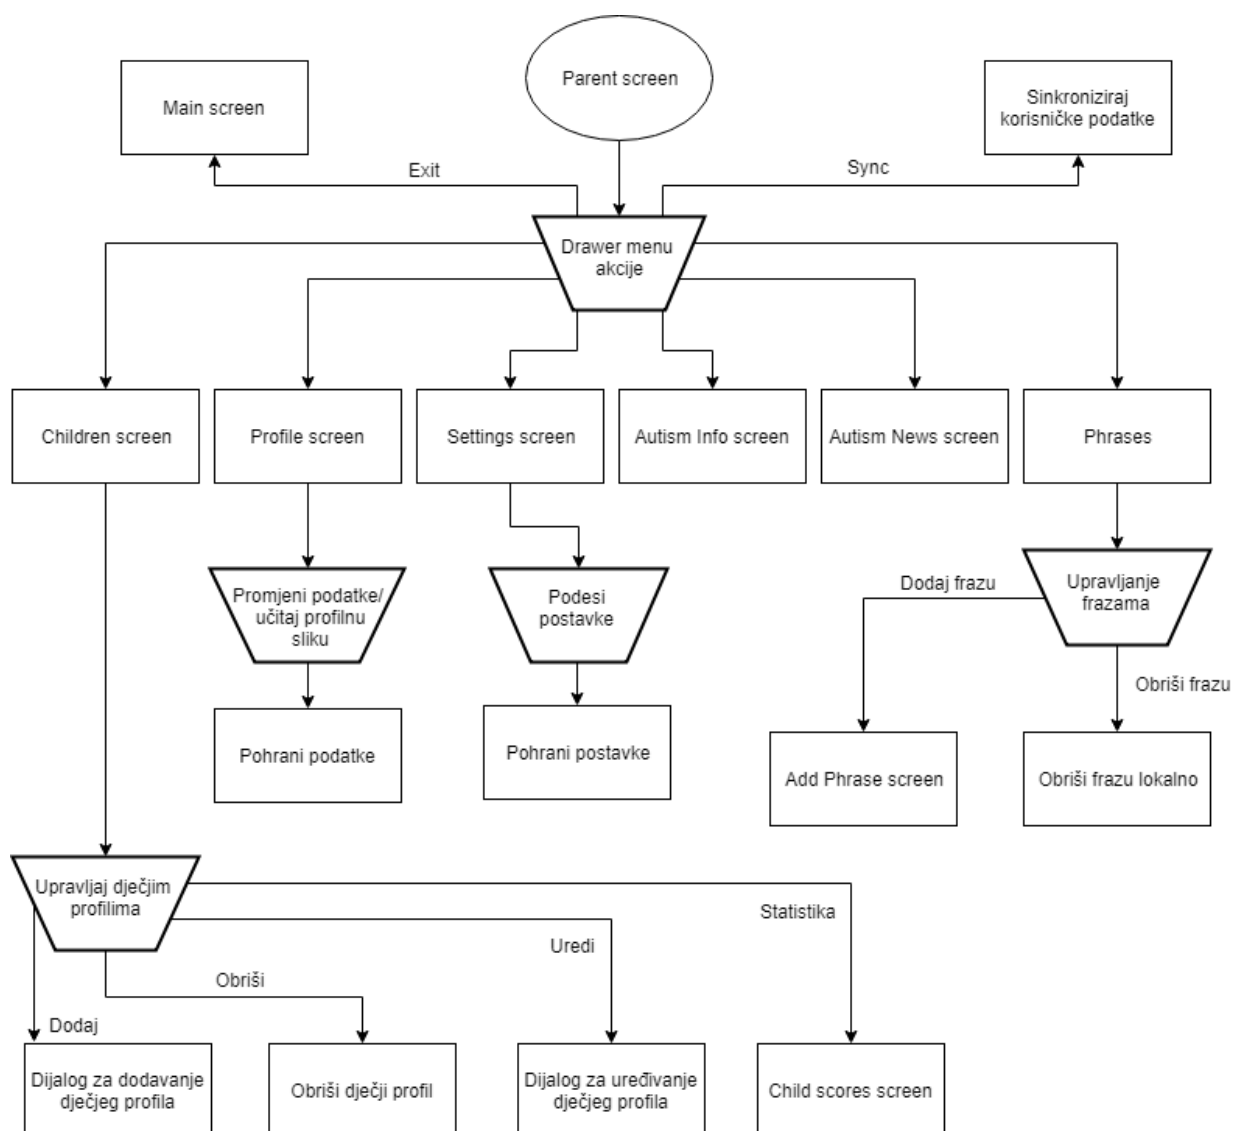 Parent screen
Main screen
Sinkroniziraj
korisničke podatke
Exit
Sync
Drawer menu
akcije
Children screen
Profile screen
Settings screen
Autism Info screen
Autism News screen
Phrases
Promjeni podatke/
učitaj profilnu
sliku
Podesi
postavke
Dodaj frazu
Upravljanje
frazama
Obriši frazu
Pohrani podatke
Pohrani postavke
Add Phrase screen
Obriši frazu lokalno
Upravljaj dječjim
profilima
Statistika
Uredi
Obriši
Dodaj
Dijalog za dodavanje
dječjeg profila
Obriši dječji profil
Dijalog za uređivanje
dječjeg profila
Child scores screen